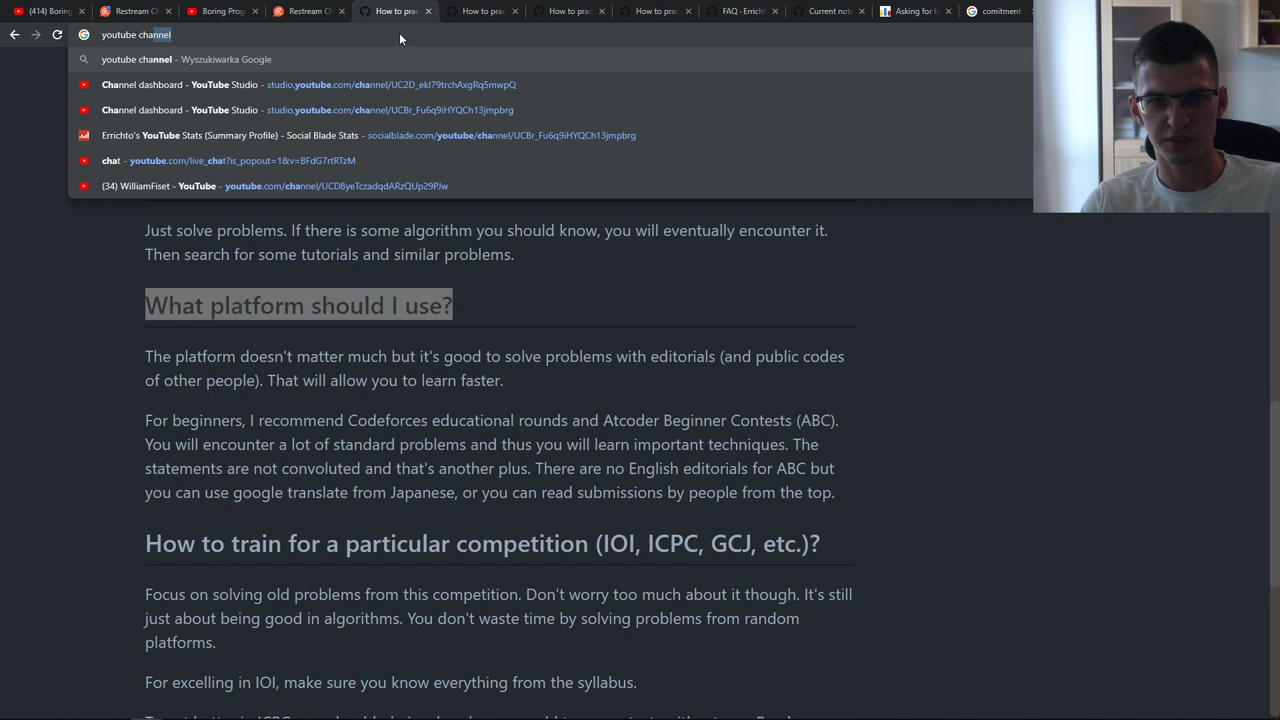 (414) Boring
Restream Ch
Boring Prog
Restream Ch
How to prac
How to prac
How to prac
How to prac
FAQ · Errich
Current not
Asking for h
comitment
youtube channel
youtube channel - Wyszukiwarka Google
Channel dashboard - YouTube Studio - studio.youtube.com/channel/UC2D_ekI79trchAxgRq5mwpQ
Channel dashboard - YouTube Studio - studio.youtube.com/channel/UCBr_Fu6q9iHYQCh13jmpbrg
Errichto's YouTube Stats (Summary Profile) - Social Blade Stats - socialblade.com/youtube/channel/UCBr_Fu6q9iHYQCh13jmpbrg
chat - youtube.com/live_chat?is_popout=1&v=BFdG7rtRTzM
(34) WilliamFiset - YouTube - youtube.com/channel/UCD8yeTczadqdARzQUp29PJw
Just solve problems. If there is some algorithm you should know, you will eventually encounter it.
Then search for some tutorials and similar problems.
What platform should I use?
The platform doesn't matter much but it's good to solve problems with editorials (and public codes
of other people). That will allow you to learn faster.
For beginners, I recommend Codeforces educational rounds and Atcoder Beginner Contests (ABC).
You will encounter a lot of standard problems and thus you will learn important techniques. The
statements are not convoluted and that's another plus. There are no English editorials for ABC but
you can use google translate from Japanese, or you can read submissions by people from the top.
How to train for a particular competition (IOI, ICPC, GCJ, etc.)?
Focus on solving old problems from this competition. Don't worry too much about it though. It's still
just about being good in algorithms. You don't waste time by solving problems from random
platforms.
For excelling in IOI, make sure you know everything from the syllabus.